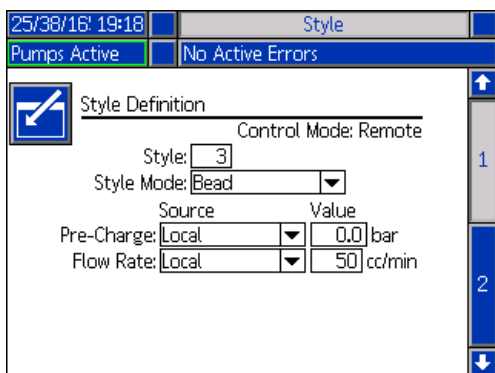 25/38/16' 19:18 Style
Pumps Active No Active Errors
Style Definition
Control Mode: Remote
1
Style: 3
Style Mode: Bead
Source Value
Pre-Charge: Local 0.0 bar
Flow Rate: Local 50 cc/min
2